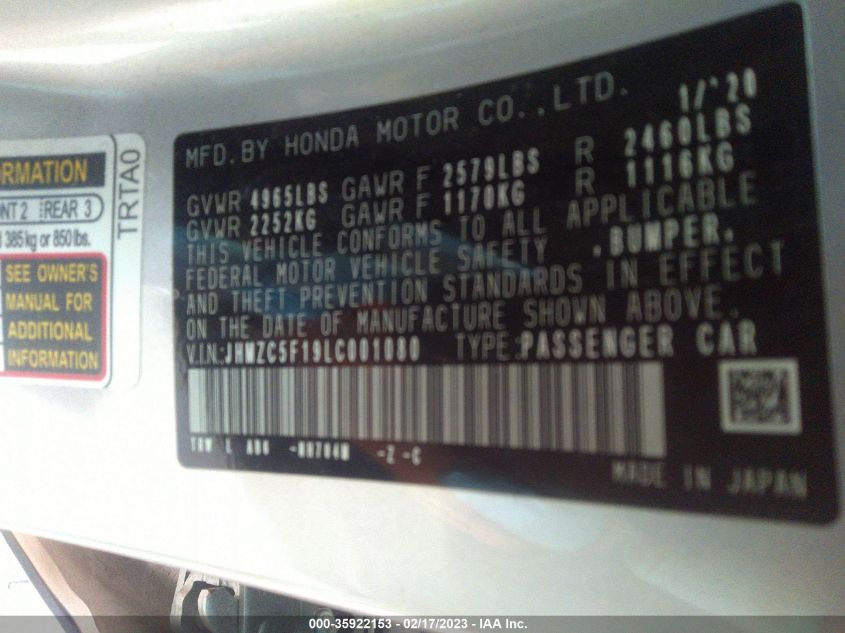 MFD.BY HONDA MOTOR CO.,LTD. 1/'20
GVWR 4965LBS GAWR F 2579LBS R 2460LBS
GVWR 2252KG GAWR F 1170KG R 1116KG
THIS VEHICLE CONFORMS TO ALL APPLICABLE
FEDERAL MOTOR VEHICLE SAFETY ,BUMPER,
AND THEFT PREVENTION STANDARDS IN EFFECT
ON THE DATE OF MANUFACTURE SHOWN ABOVE.
V.I.N.:JHMZC5F19LC001080 TYPE:PASSENGER CAR
-Z -C
MADE IN JAPAN
TRTA0
RMATION
NT 2 REAR 3
385 kg or 850 lbs.
SEE OWNER'S
MANUAL FOR
ADDITIONAL
INFORMATION
000-35922153 - 02/17/2023 - IAA Inc.